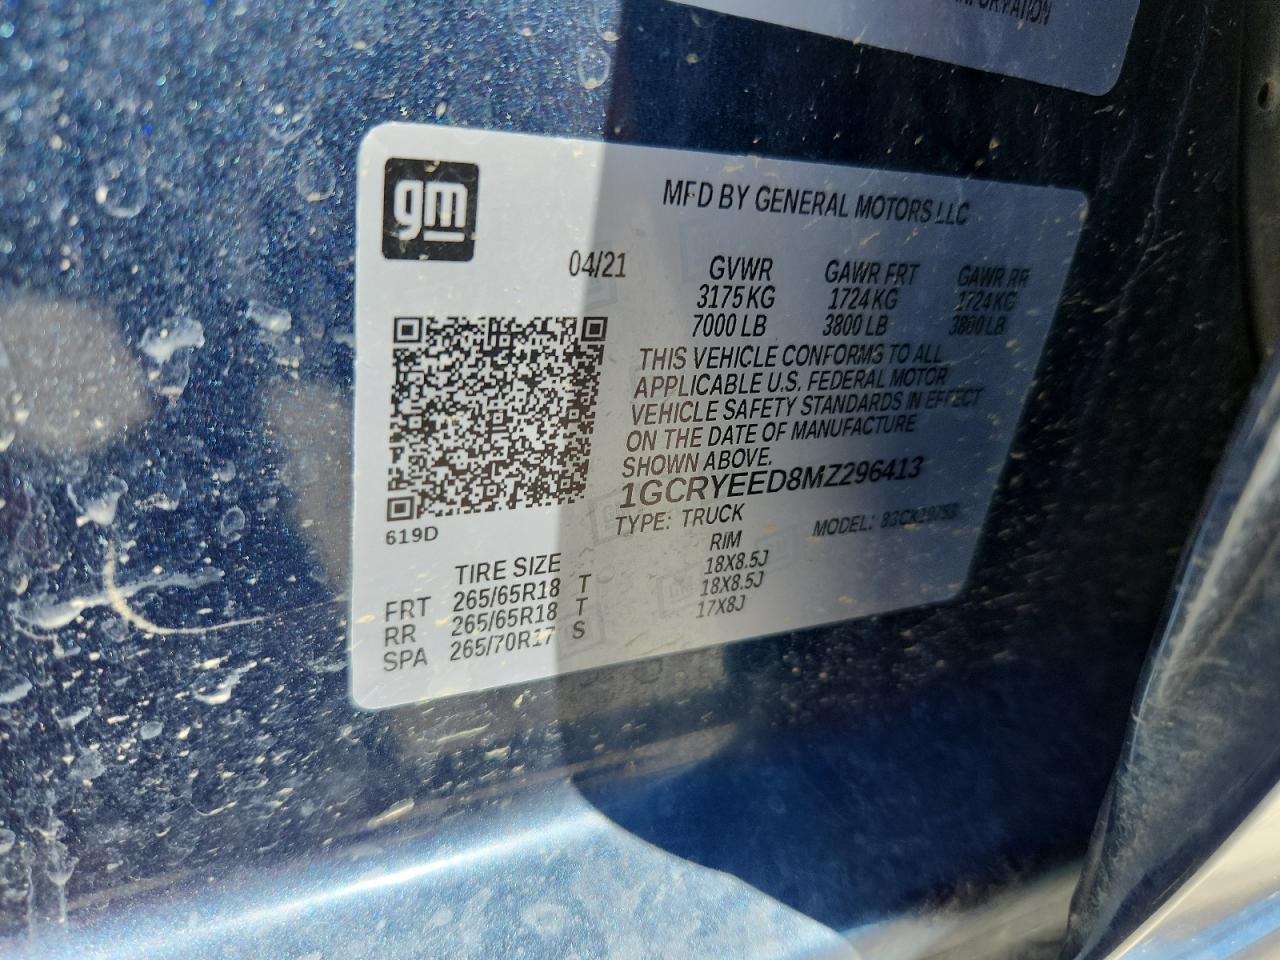 INFORMATION
gm
MFD BY GENERAL MOTORS LLC
04/21
GVWR GAWR FRT GAWR RR
3175 KG 1724 KG 1724 KG
7000 LB 3800 LB 3800 LB
THIS VEHICLE CONFORMS TO ALL
APPLICABLE U.S. FEDERAL MOTOR
VEHICLE SAFETY STANDARDS IN EFFECT
ON THE DATE OF MANUFACTURE
SHOWN ABOVE.
1GCRYEED8MZ296413
619D
TYPE: TRUCK MODEL:
TIRE SIZE RIM
FRT 265/65R18 T 18X8.5J
RR 265/65R18 T 18X8.5J
SPA 265/70R17 S 17X8J